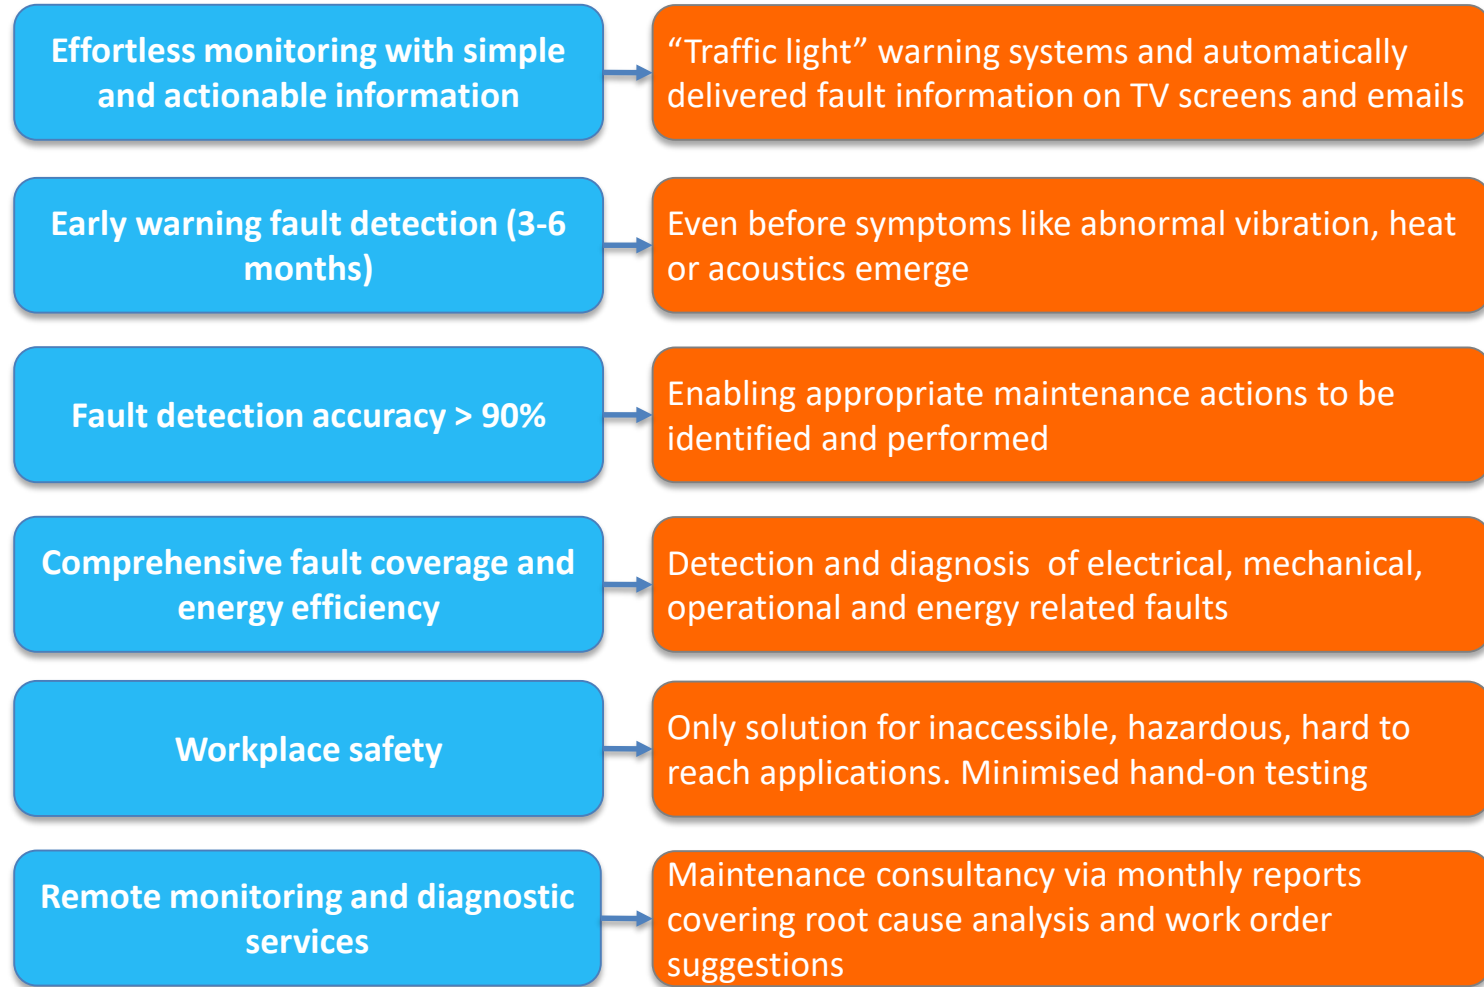 Effortless monitoring with simple
and actionable information
“Traffic light” warning systems and automatically
delivered fault information on TV screens and emails
Early warning fault detection (3-6
months)
Even before symptoms like abnormal vibration, heat
or acoustics emerge
Fault detection accuracy > 90%
Enabling appropriate maintenance actions to be
identified and performed
Comprehensive fault coverage and
energy efficiency
Detection and diagnosis  of electrical, mechanical,
operational and energy related faults
Workplace safety
Only solution for inaccessible, hazardous, hard to
reach applications. Minimised hand-on testing
Remote monitoring and diagnostic
services
Maintenance consultancy via monthly reports
covering root cause analysis and work order
suggestions